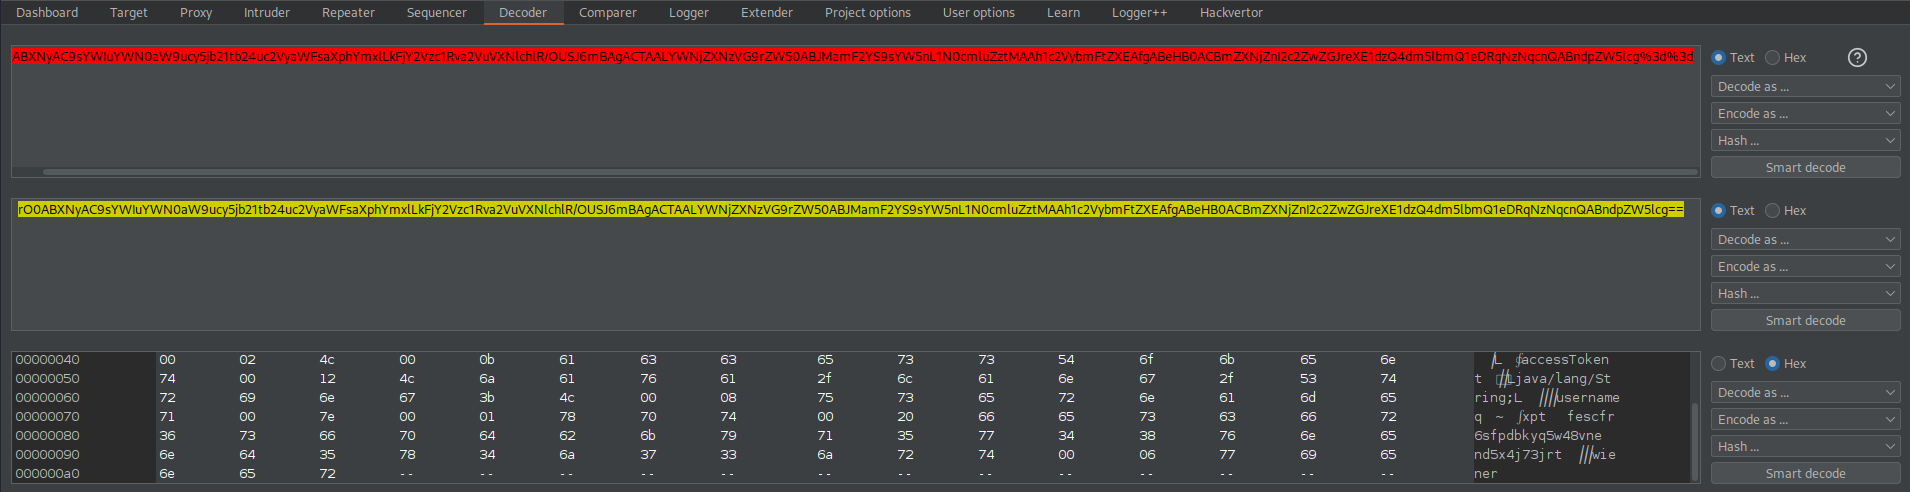 Dashboard Target Proxy Intruder Repeater Sequencer Decoder Comparer Logger Extender Project options User options Learn Logger++ Hackvertor
ABXNyAC9sYWIuYWN0aW9ucy5jb21tb24uc2VyaWFsaXphYmxlLkFjY2Vzc1Rva2VuVXNlchlR/OUSJ6mBAgACTAALYWNjZXNzVG9rZW50ABJMamF2YS9sYW5nL1N0cmluZztMAAh1c2VybmFtZXEAfgABeHB0ACBmZXNjZnI2c2ZwZGJreXE1dzQ4dm5lbmQ1eDRqNzNqcnQABndpZW5lcg%3d%3d
Text Hex ?
Decode as ...
Encode as ...
Hash ...
Smart decode
rO0ABXNyAC9sYWIuYWN0aW9ucy5jb21tb24uc2VyaWFsaXphYmxlLkFjY2Vzc1Rva2VuVXNlchlR/OUSJ6mBAgACTAALYWNjZXNzVG9rZW50ABJMamF2YS9sYW5nL1N0cmluZztMAAh1c2VybmFtZXEAfgABeHB0ACBmZXNjZnI2c2ZwZGJreXE1dzQ4dm5lbmQ1eDRqNzNqcnQABndpZW5lcg==
Text Hex
Decode as ...
Encode as ...
Hash ...
Smart decode
00000040 00 02 4c 00 0b 61 63 63 65 73 73 54 6f 6b 65 6e L accessToken
00000050 74 00 12 4c 6a 61 76 61 2f 6c 61 6e 67 2f 53 74 t Ljava/lang/St
00000060 72 69 6e 67 3b 4c 00 08 75 73 65 72 6e 61 6d 65 ring;L username
00000070 71 00 7e 00 01 78 70 74 00 20 66 65 73 63 66 72 q ~ xpt fescfr
00000080 36 73 66 70 64 62 6b 79 71 35 77 34 38 76 6e 65 6sfpdbkyq5w48vne
00000090 6e 64 35 78 34 6a 37 33 6a 72 74 00 06 77 69 65 nd5x4j73jrt wie
000000a0 6e 65 72 -- -- -- -- -- -- -- -- -- -- -- -- -- ner
Text Hex
Decode as ...
Encode as ...
Hash ...
Smart decode